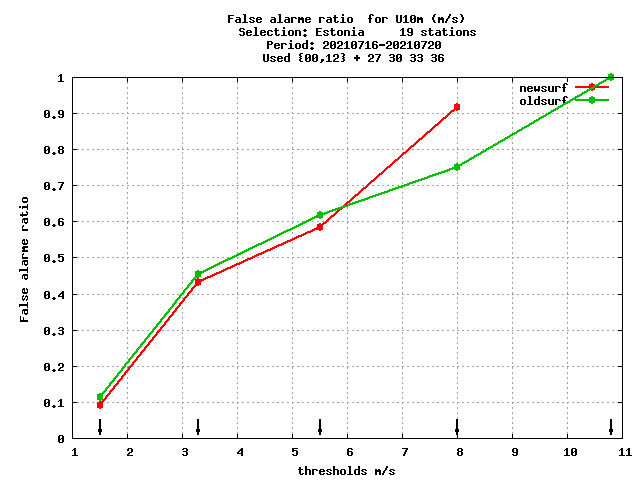 False alarme ratio  for U10m (m/s)
Selection: Estonia     19 stations
Period: 20210716-20210720
Used {00,12} + 27 30 33 36
newsurf
oldsurf
1
0.9
0.8
0.7
0.6
0.5
0.4
0.3
0.2
0.1
0
False alarme ratio
1 2 3 4 5 6 7 8 9 10 11
thresholds m/s